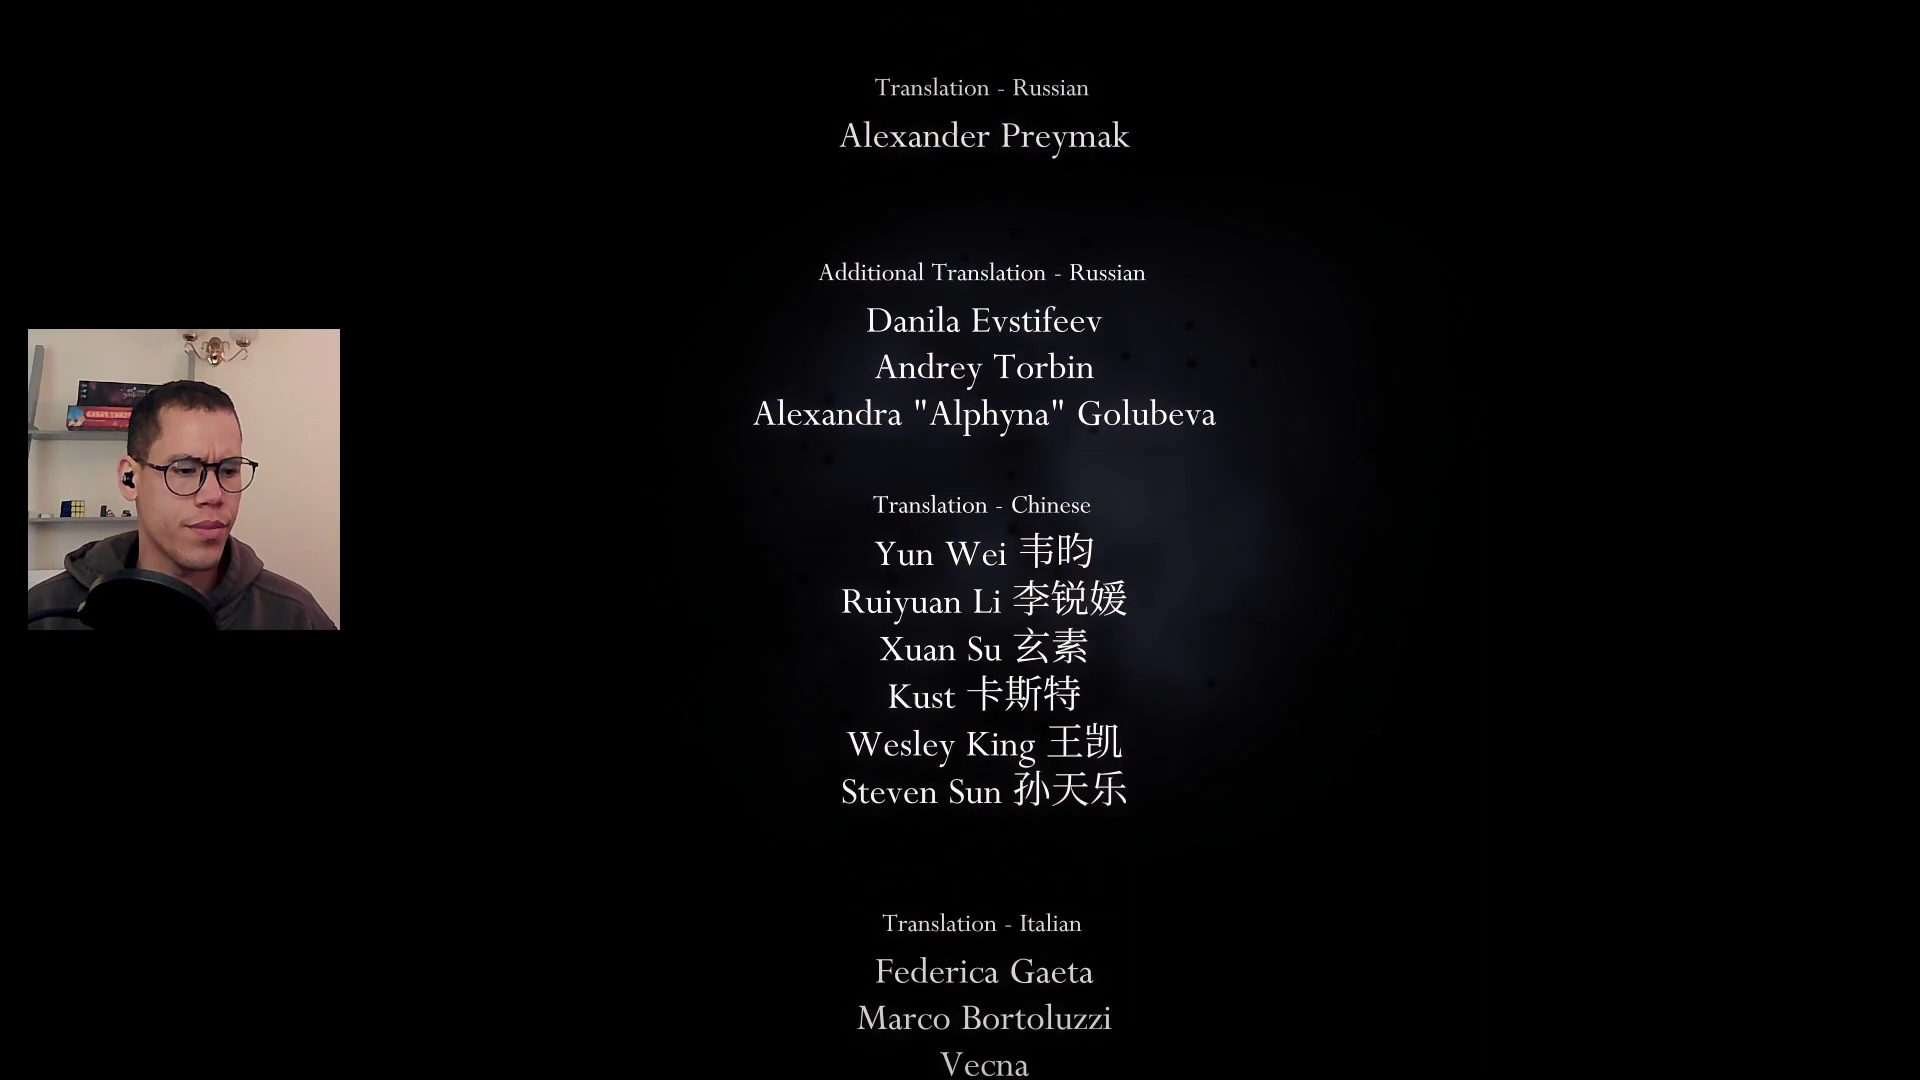 Translation - Russian
Alexander Preymak
Additional Translation - Russian
Danila Evstifeev
Andrey Torbin
Alexandra "Alphyna" Golubeva
Translation - Chinese
Yun Wei 韦昀
Ruiyuan Li 李锐媛
Xuan Su 玄素
Kust 卡斯特
Wesley King 王凯
Steven Sun 孙天乐
Translation - Italian
Federica Gaeta
Marco Bortoluzzi
Vecna